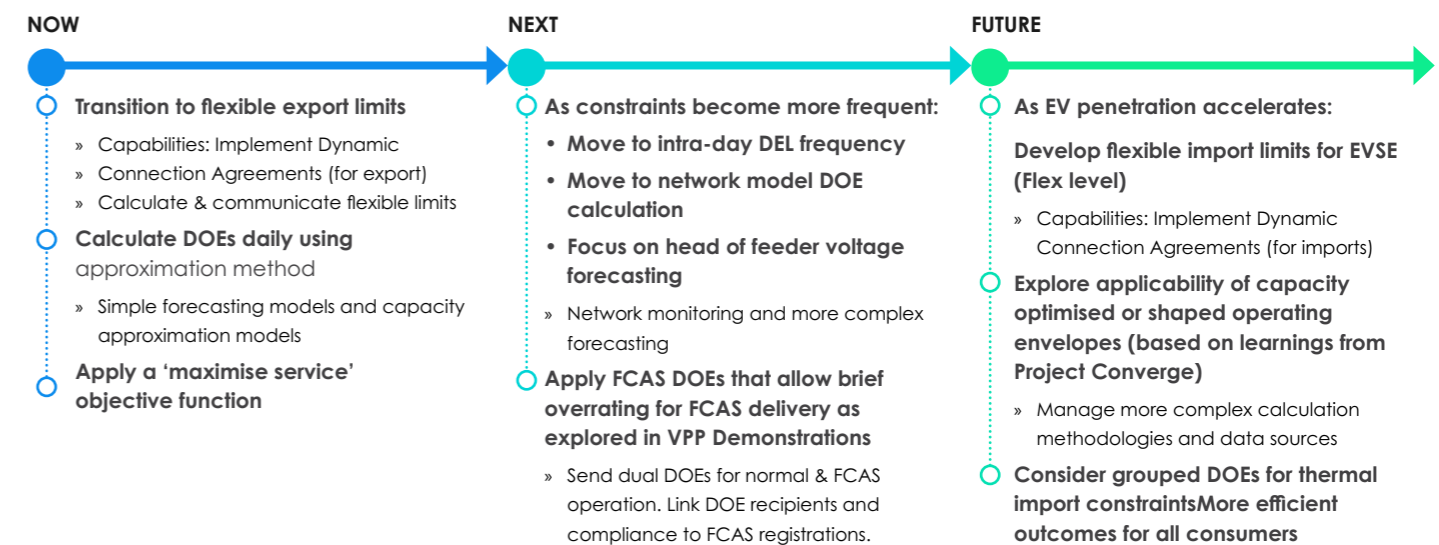 NOW
Transition to flexible export limits
» Capabilities: Implement Dynamic
» Connection Agreements (for export)
» Calculate & communicate flexible limits
Calculate DOEs daily using
approximation method
» Simple forecasting models and capacity
approximation models
Apply a ‘maximise service’
objective function
NEXT
As constraints become more frequent:
• Move to intra-day DEL frequency
• Move to network model DOE
calculation
• Focus on head of feeder voltage
forecasting
» Network monitoring and more complex
forecasting
Apply FCAS DOEs that allow brief
overrating for FCAS delivery as
explored in VPP Demonstrations
» Send dual DOEs for normal & FCAS
operation. Link DOE recipients and
compliance to FCAS registrations.
FUTURE
As EV penetration accelerates:
Develop flexible import limits for EVSE
(Flex level)
» Capabilities: Implement Dynamic
Connection Agreements (for imports)
Explore applicability of capacity
optimised or shaped operating
envelopes (based on learnings from
Project Converge)
» Manage more complex calculation
methodologies and data sources
Consider grouped DOEs for thermal
import constraintsMore efficient
outcomes for all consumers